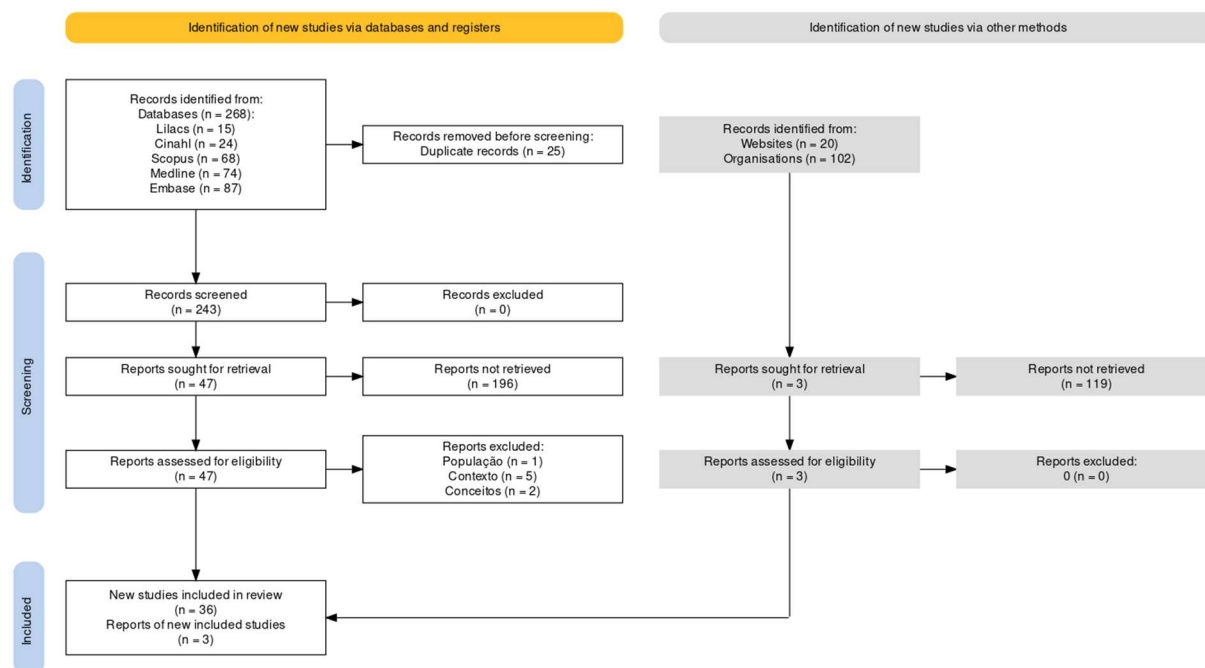 Identification of new studies via databases and registers
Identification of new studies via other methods
Identification
Records identified from:
Databases (n = 268):
Lilacs (n = 15)
Cinahl (n = 24)
Scopus (n = 68)
Medline (n = 74)
Embase (n = 87)
Records removed before screening:
Duplicate records (n = 25)
Records identified from:
Websites (n = 20)
Organisations (n = 102)
Screening
Records screened
(n = 243)
Records excluded
(n = 0)
Reports sought for retrieval
(n = 47)
Reports not retrieved
(n = 196)
Reports sought for retrieval
(n = 3)
Reports not retrieved
(n = 119)
Reports assessed for eligibility
(n = 47)
Reports excluded:
População (n = 1)
Contexto (n = 5)
Conceitos (n = 2)
Reports assessed for eligibility
(n = 3)
Reports excluded:
0 (n = 0)
Included
New studies included in review
(n = 36)
Reports of new included studies
(n = 3)